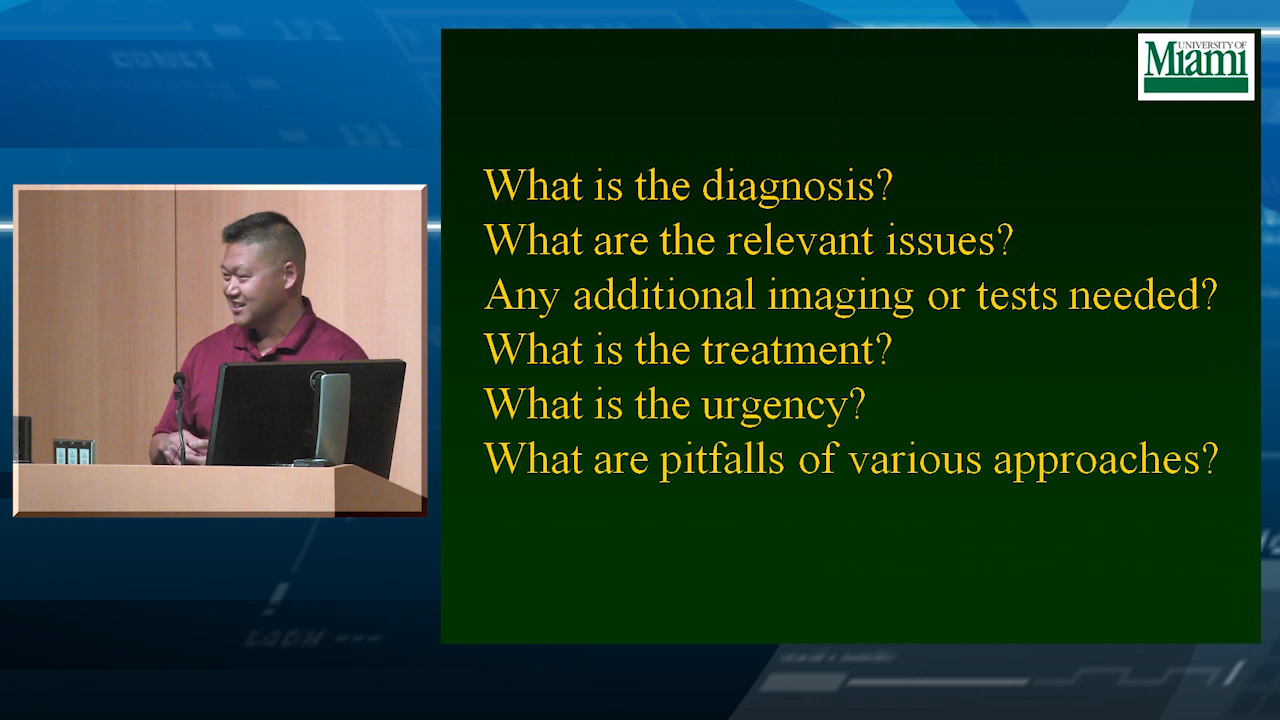 UNIVERSITY OF
Miami
What is the diagnosis?
What are the relevant issues?
Any additional imaging or tests needed?
What is the treatment?
What is the urgency?
What are pitfalls of various approaches?